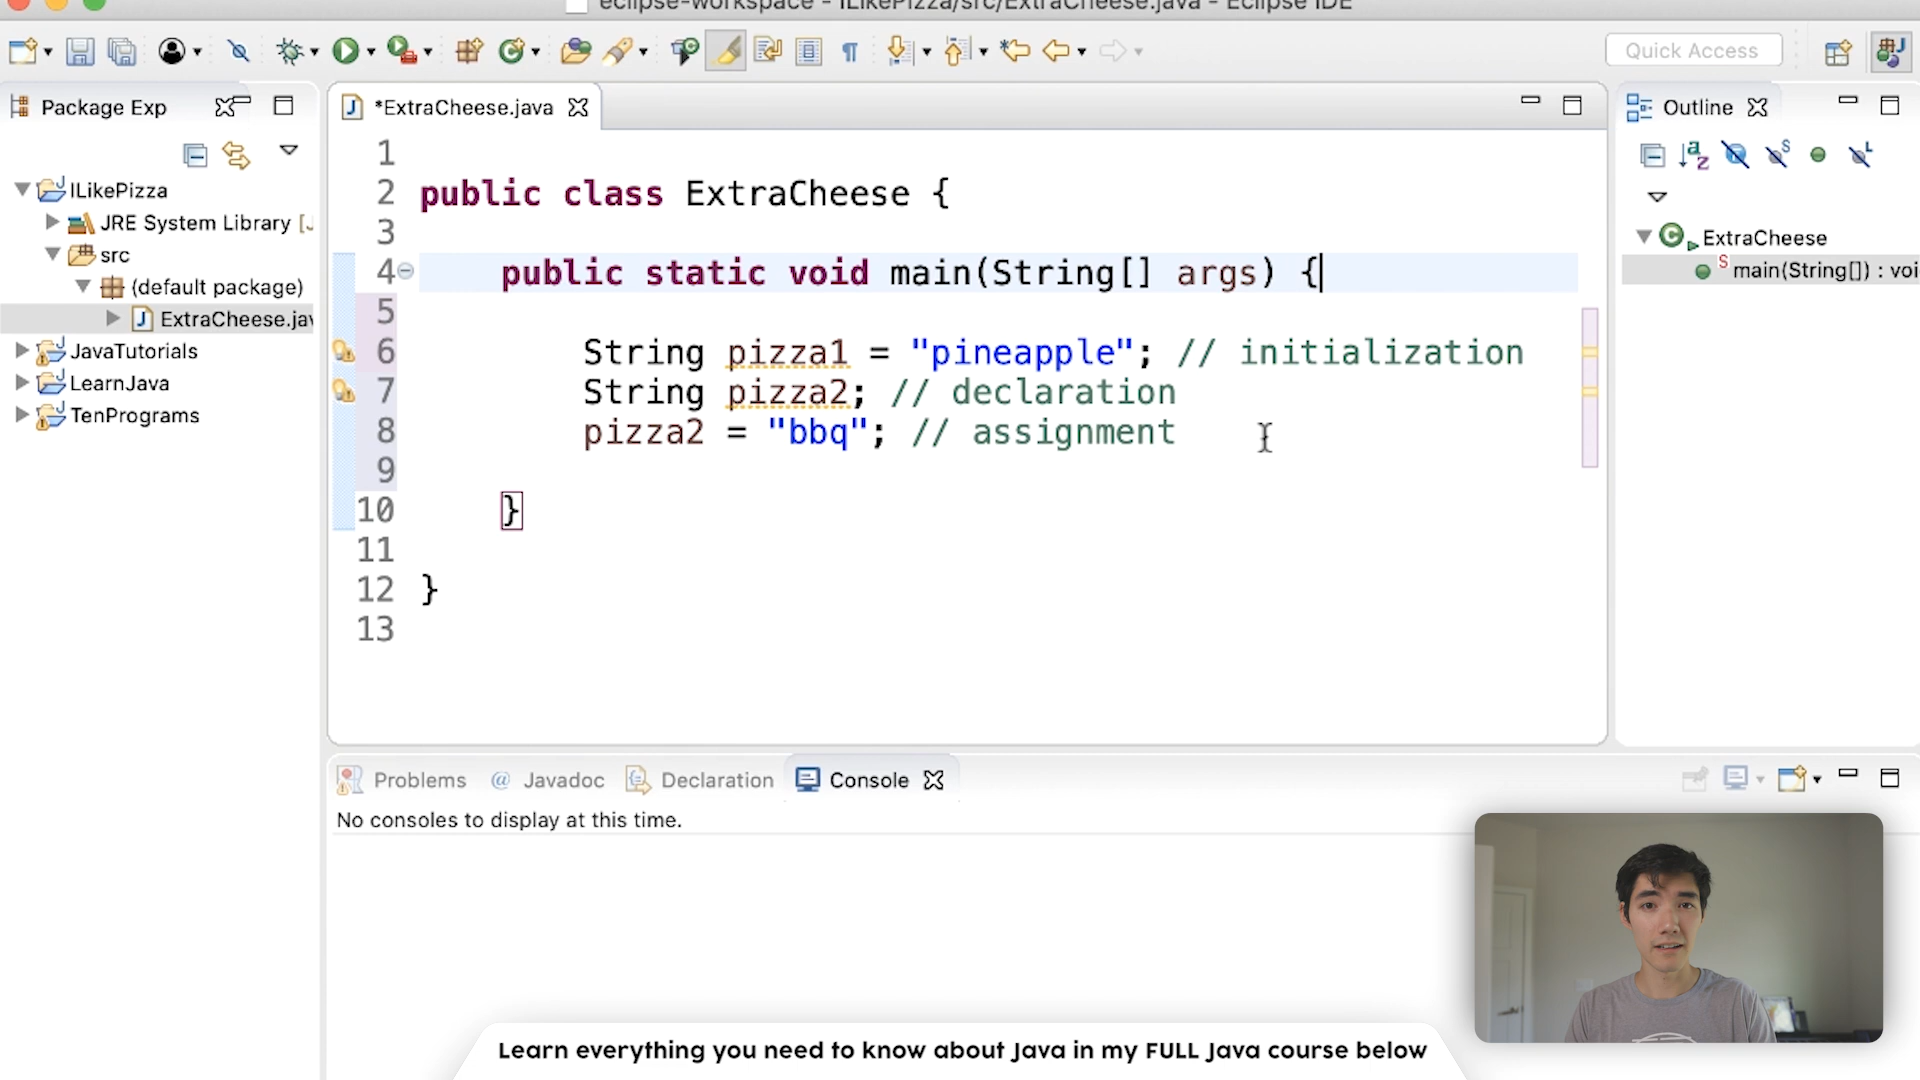 eclipse-workspace - ILikePizza/src/ExtraCheese.java - Eclipse IDE
Quick Access
Package Exp
*ExtraCheese.java
Outline
ILikePizza
JRE System Library [J
src
(default package)
ExtraCheese.jav
JavaTutorials
LearnJava
TenPrograms
1
2 public class ExtraCheese {
3
4 public static void main(String[] args) {
5
6 String pizza1 = "pineapple"; // initialization
7 String pizza2; // declaration
8 pizza2 = "bbq"; // assignment
9
10 }
11
12 }
13
ExtraCheese
main(String[]) : voi
Problems @ Javadoc Declaration Console
No consoles to display at this time.
Learn everything you need to know about Java in my FULL Java course below